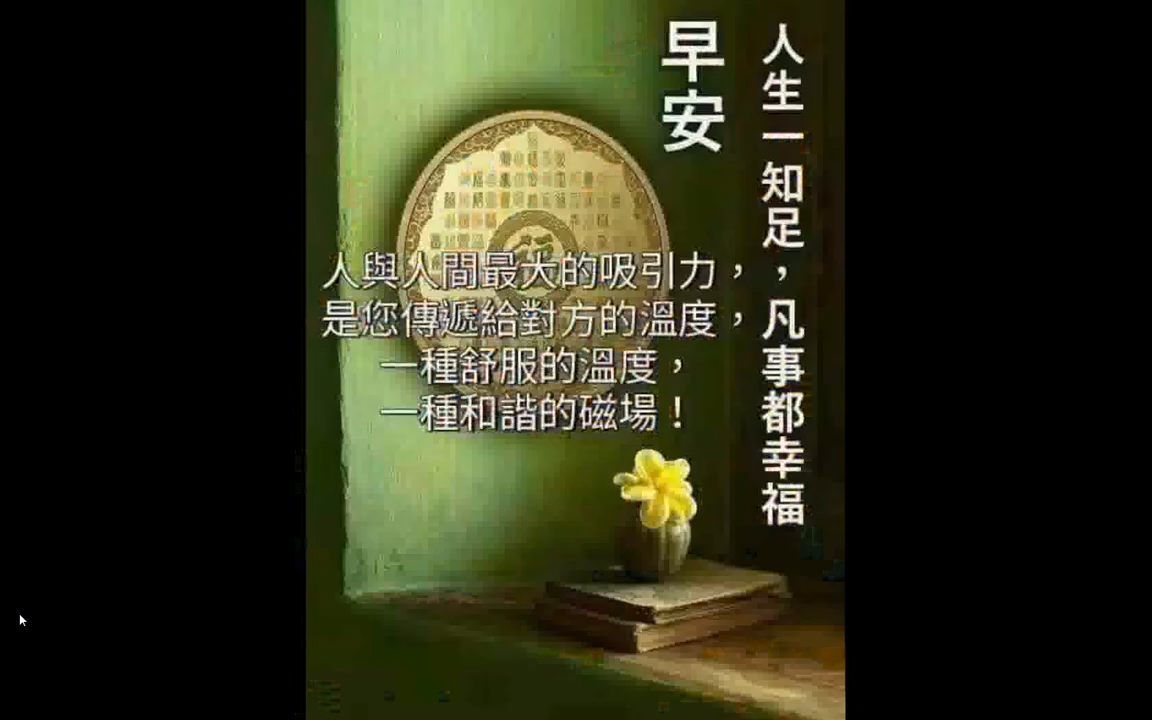 早安
人生一知足，凡事都幸福
人與人間最大的吸引力，
是您傳遞給對方的溫度，
一種舒服的溫度，
一種和諧的磁場！